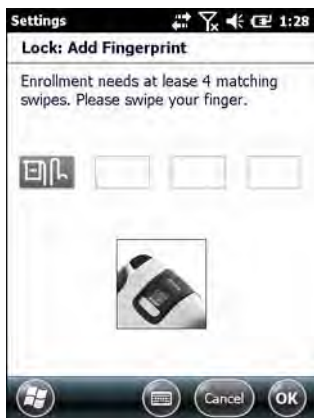 Settings 1:28
Lock: Add Fingerprint
Enrollment needs at lease 4 matching
swipes. Please swipe your finger.
Cancel OK